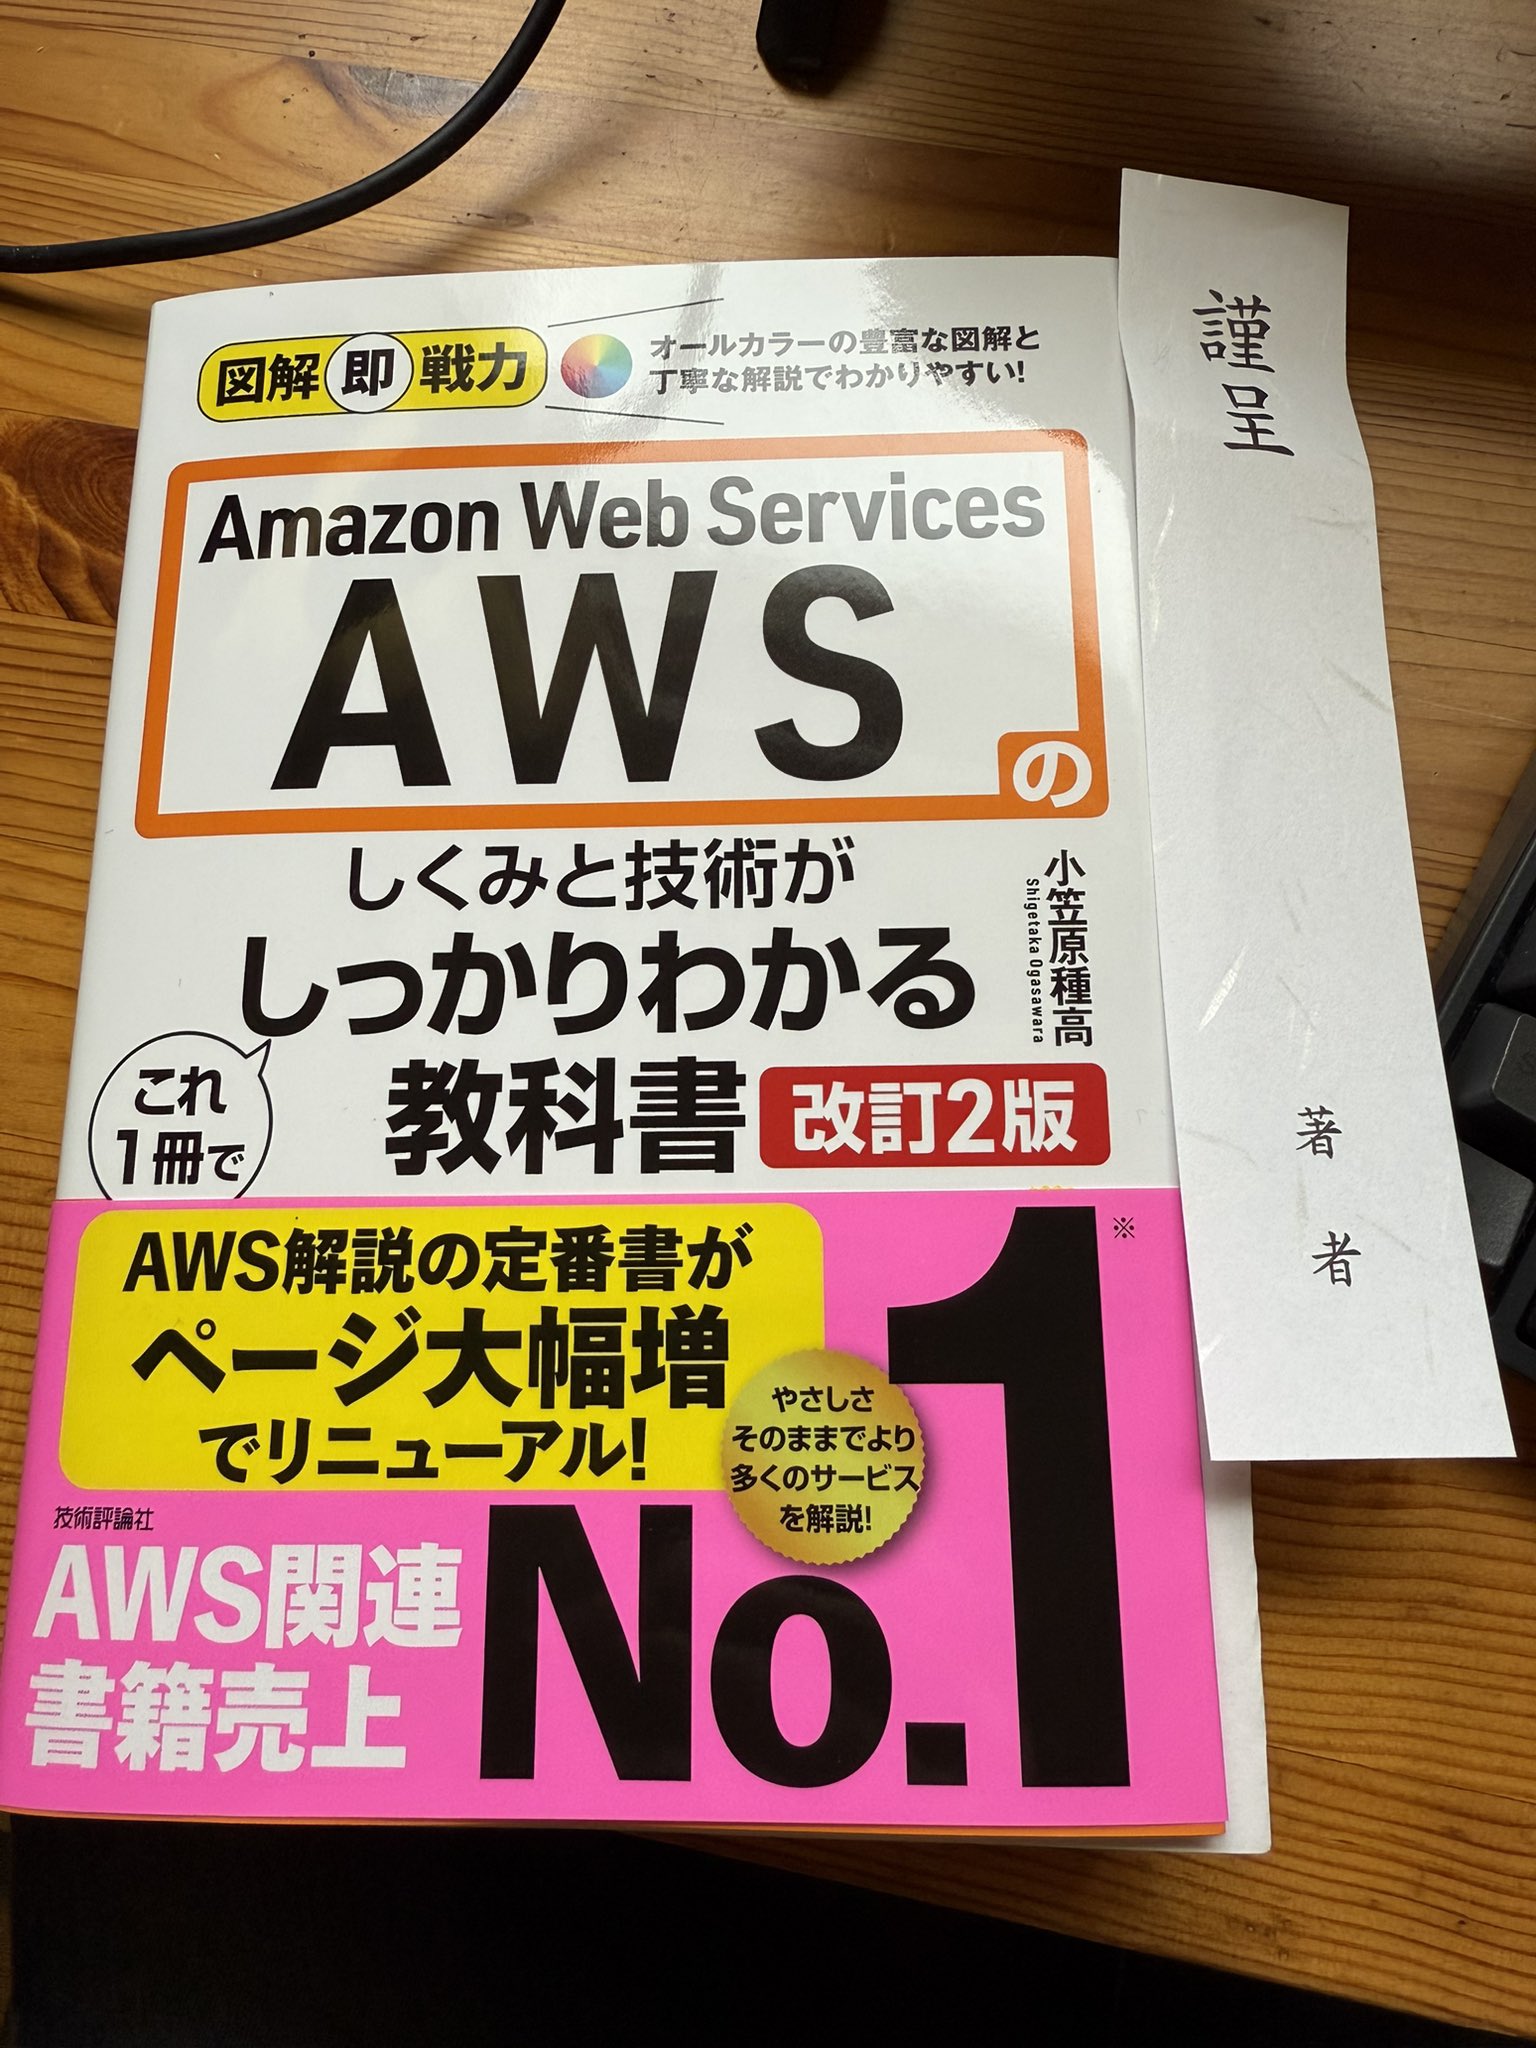 図解即戦力
オールカラーの豊富な図解と
丁寧な解説でわかりやすい!
Amazon Web Services
AWSの
しくみと技術が
しっかりわかる
教科書
改訂2版
これ
1冊で
小笠原種高
Shigetaka Ogasawara
AWS解説の定番書が
ページ大幅増
でリニューアル!
やさしさ
そのままでより
多くのサービス
を解説!
技術評論社
AWS関連
書籍売上
No.1
※
謹呈
著者